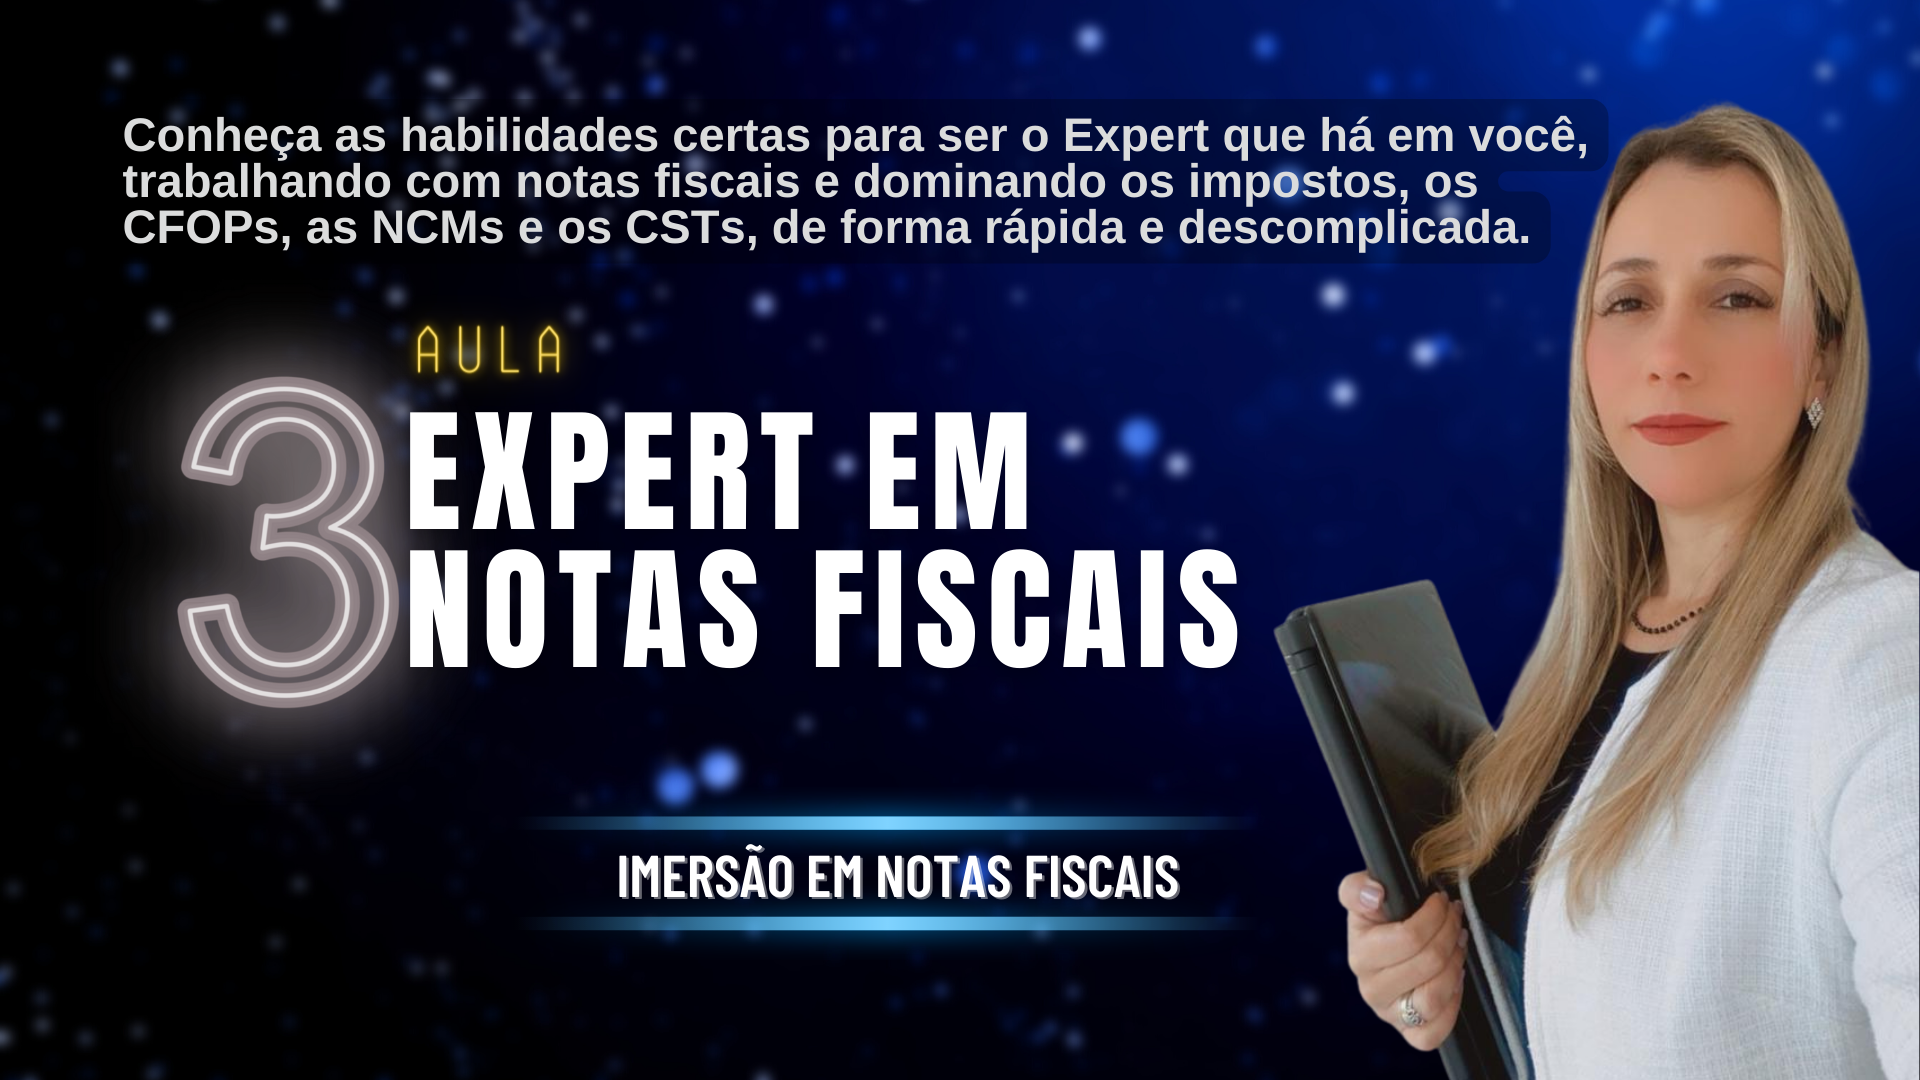 Conheça as habilidades certas para ser o Expert que há em você,
trabalhando com notas fiscais e dominando os impostos, os
CFOPs, as NCMs e os CSTs, de forma rápida e descomplicada.
AULA
3
EXPERT EM
NOTAS FISCAIS
IMERSÃO EM NOTAS FISCAIS